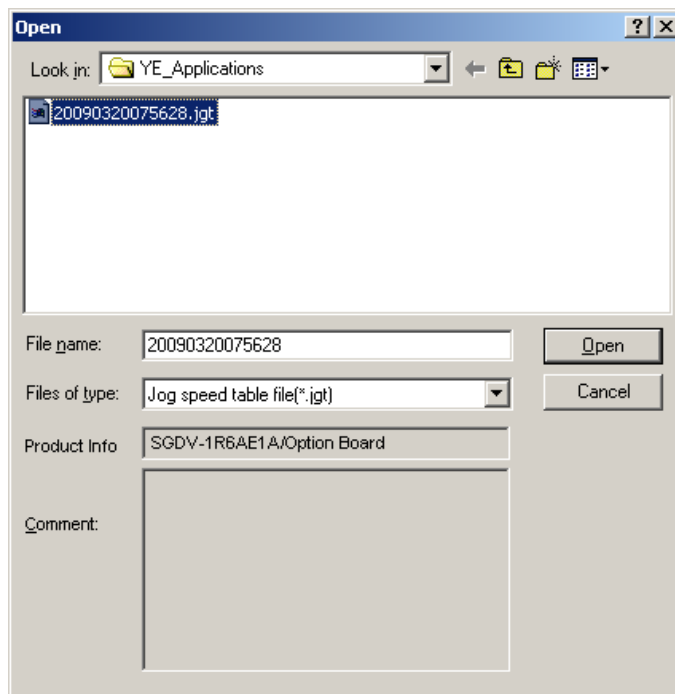 Open
Look in: YE_Applications
20090320075628.jgt
File name: 20090320075628 Open
Files of type: Jog speed table file(*.jgt) Cancel
Product Info SGDV-1R6AE1A/Option Board
Comment: